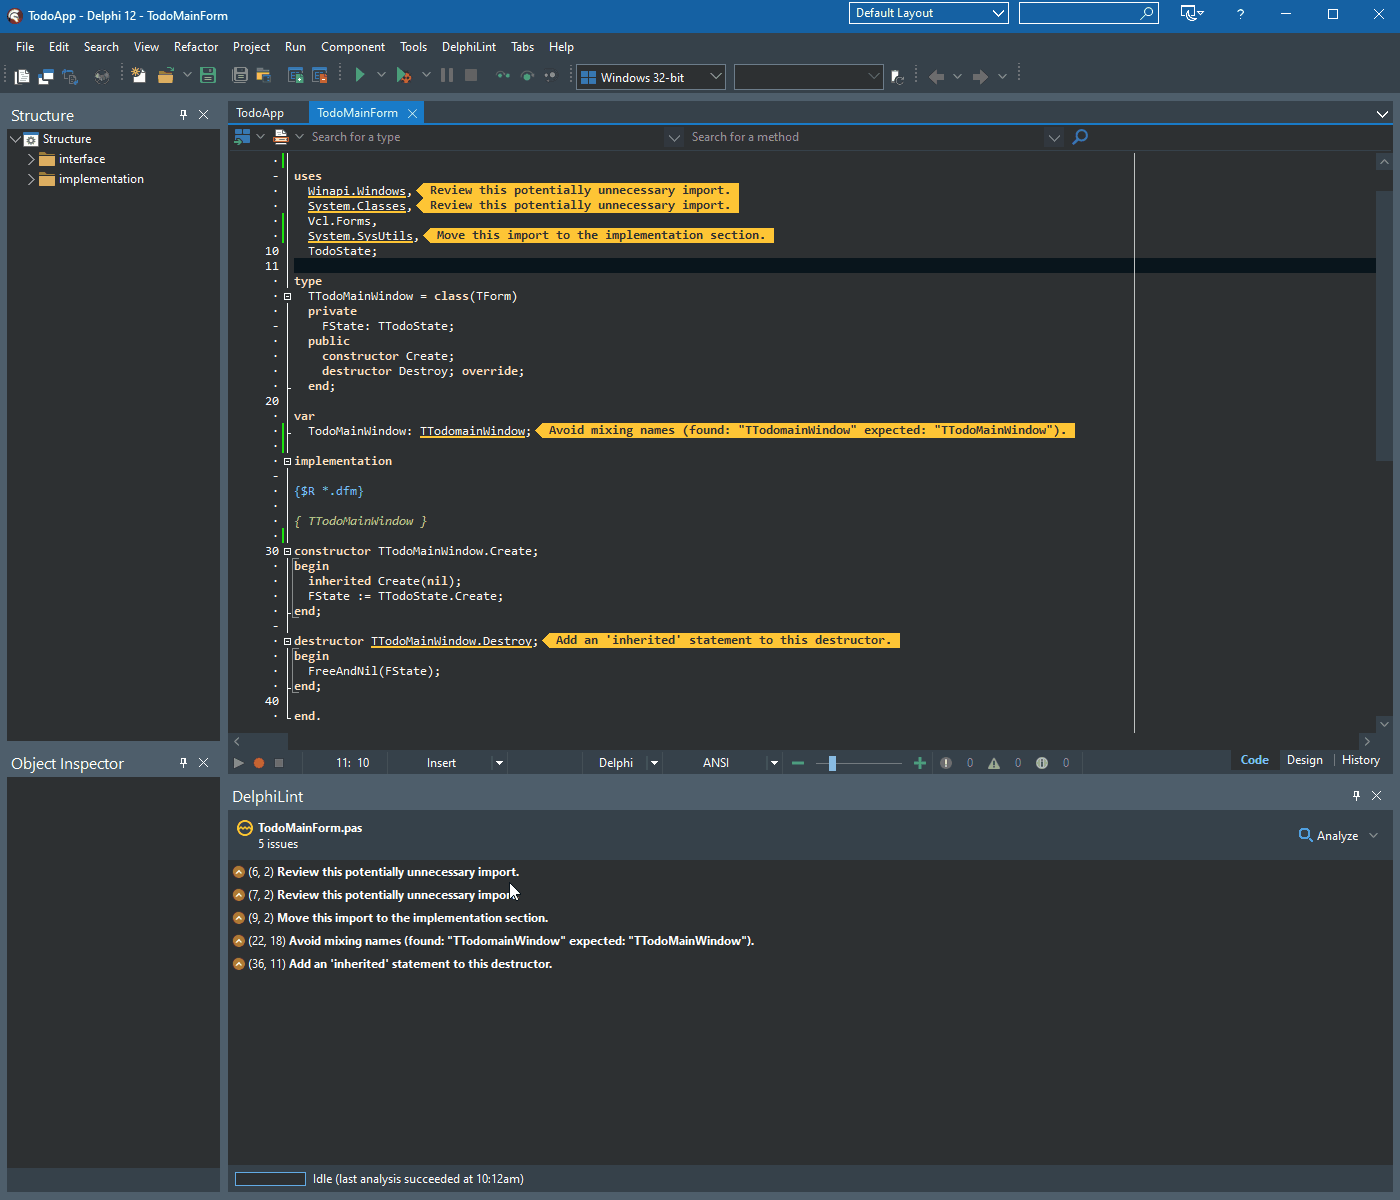 TodoApp - Delphi 12 - TodoMainForm
Default Layout
?
File Edit Search View Refactor Project Run Component Tools DelphiLint Tabs Help
Windows 32-bit
Structure
Structure
interface
implementation
Object Inspector
TodoApp TodoMainForm
Search for a type Search for a method
uses
Winapi.Windows, Review this potentially unnecessary import.
System.Classes, Review this potentially unnecessary import.
Vcl.Forms,
System.SysUtils, Move this import to the implementation section.
10 TodoState;
11
type
TTodoMainWindow = class(TForm)
private
FState: TTodoState;
public
constructor Create;
destructor Destroy; override;
end;
20
var
TodoMainWindow: TTodomainWindow; Avoid mixing names (found: "TTodomainWindow" expected: "TTodoMainWindow").
implementation
{$R *.dfm}
{ TTodoMainWindow }
30 constructor TTodoMainWindow.Create;
begin
inherited Create(nil);
FState := TTodoState.Create;
end;
destructor TTodoMainWindow.Destroy; Add an 'inherited' statement to this destructor.
begin
FreeAndNil(FState);
end;
40
end.
11: 10 Insert Delphi ANSI 0 0 0 Code Design History
DelphiLint
TodoMainForm.pas
5 issues
Analyze
(6, 2) Review this potentially unnecessary import.
(7, 2) Review this potentially unnecessary import.
(9, 2) Move this import to the implementation section.
(22, 18) Avoid mixing names (found: "TTodomainWindow" expected: "TTodoMainWindow").
(36, 11) Add an 'inherited' statement to this destructor.
Idle (last analysis succeeded at 10:12am)